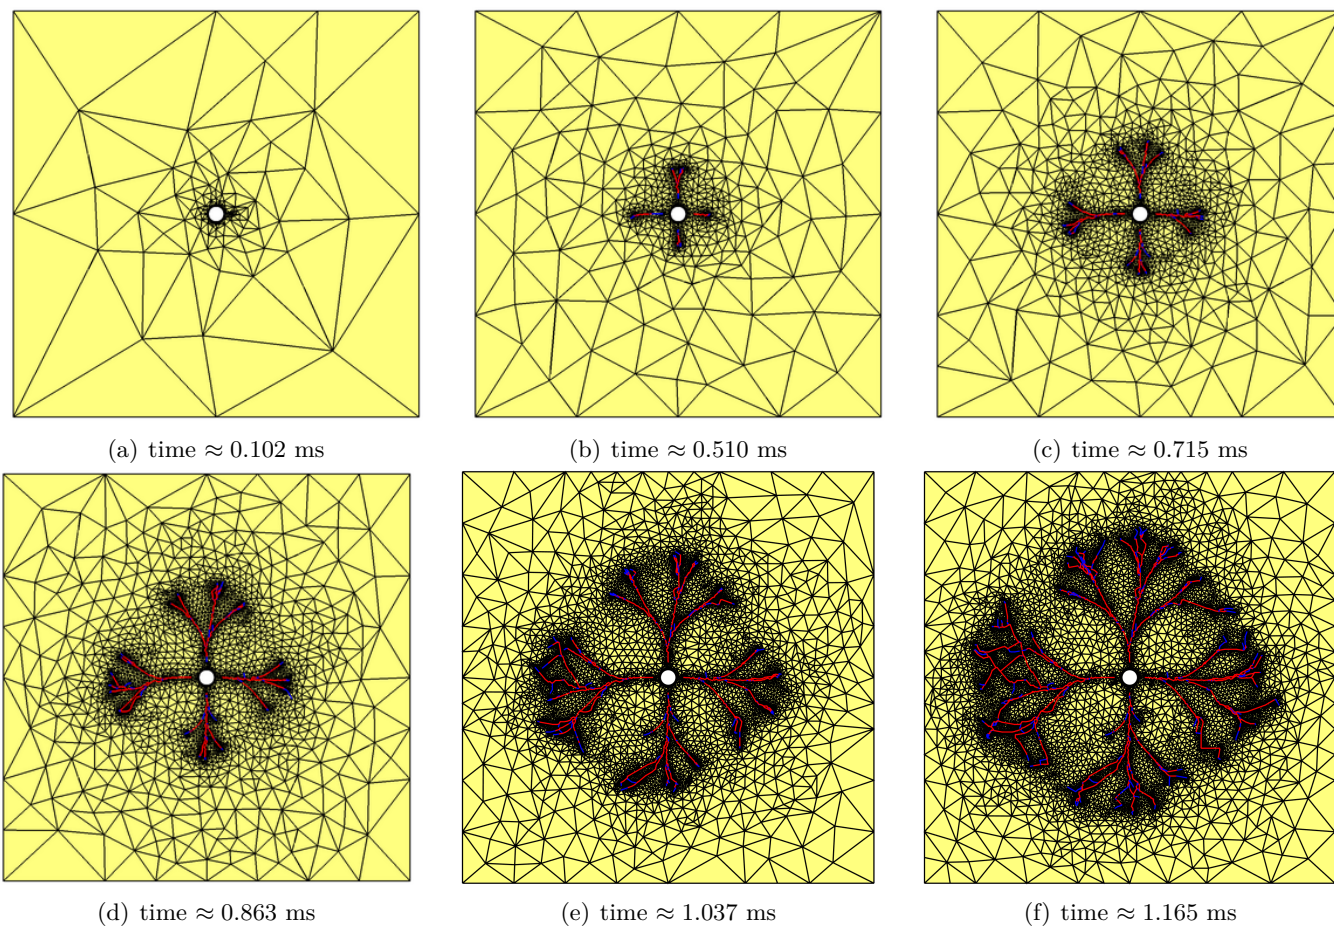 (a) time ≈ 0.102 ms
(b) time ≈ 0.510 ms
(c) time ≈ 0.715 ms
(d) time ≈ 0.863 ms
(e) time ≈ 1.037 ms
(f) time ≈ 1.165 ms